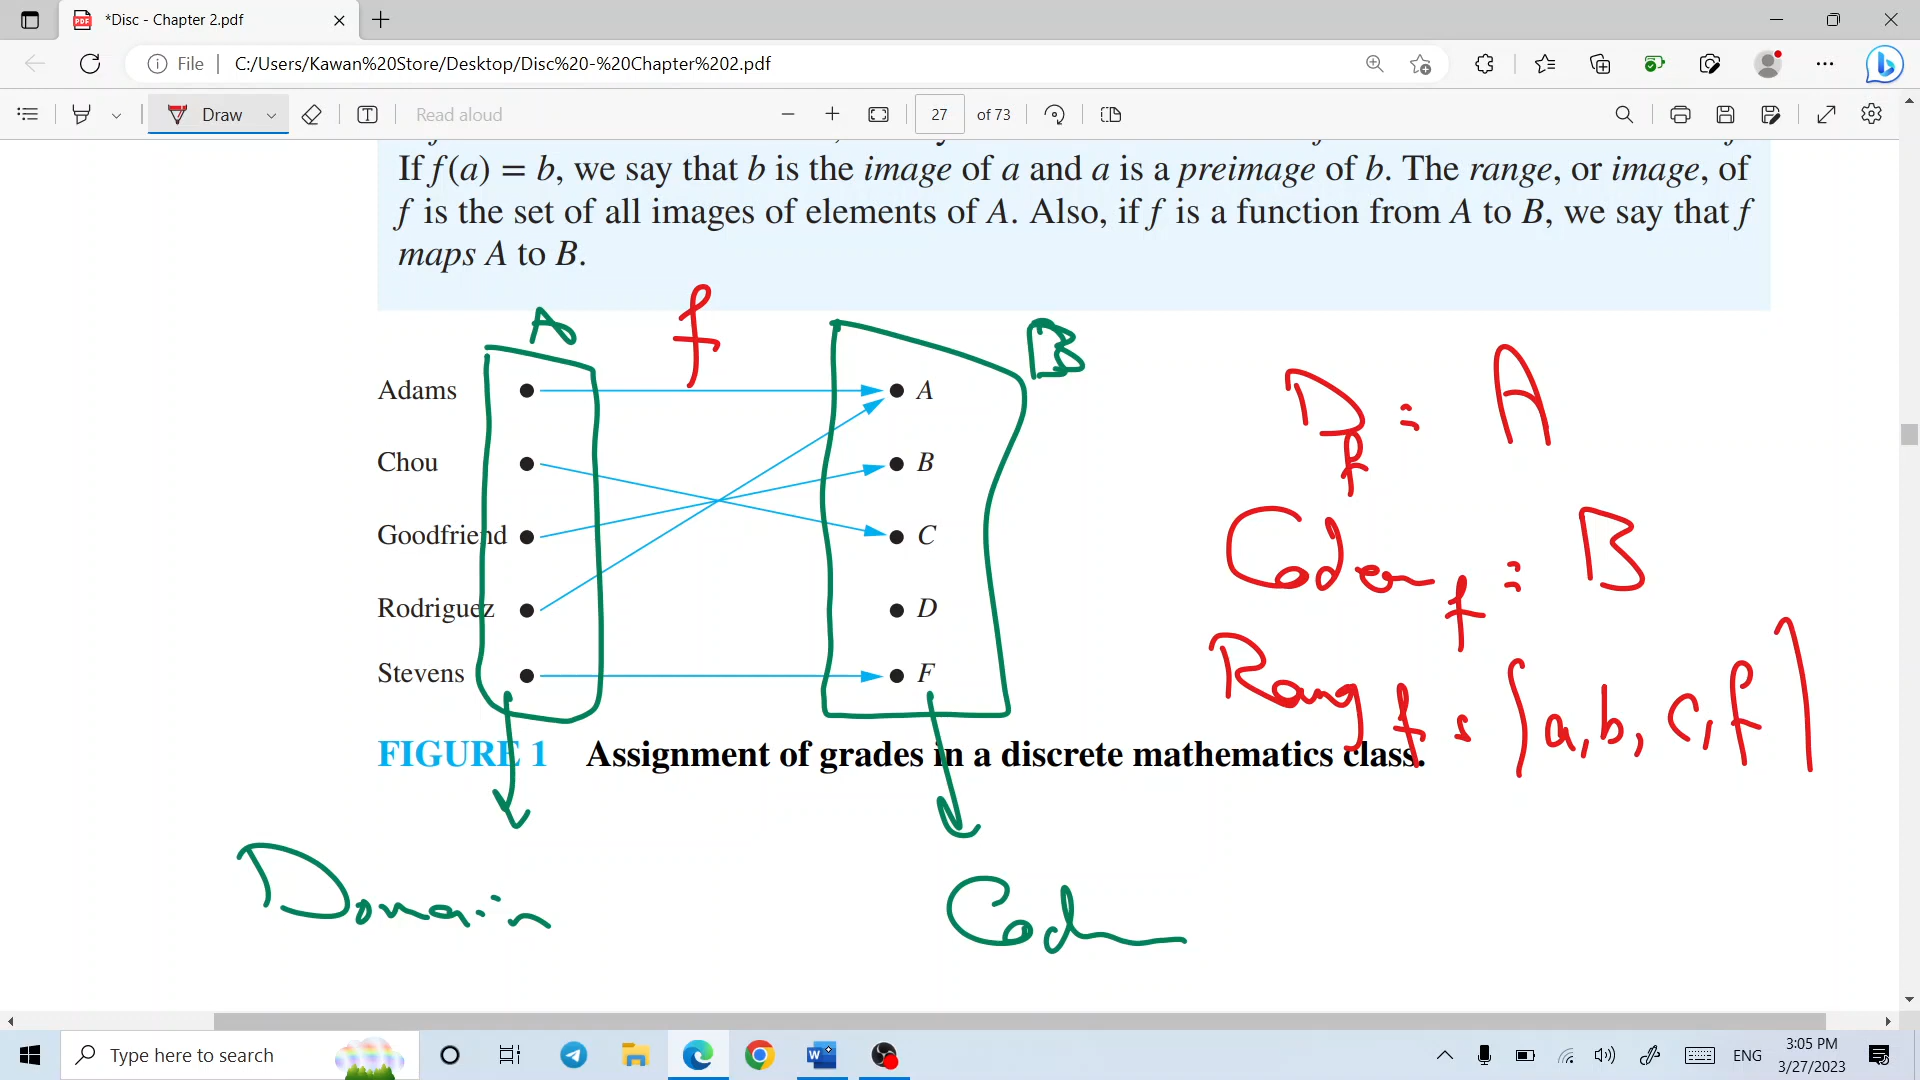 *Disc - Chapter 2.pdf
File
C:/Users/Kawan%20Store/Desktop/Disc%20-%20Chapter%202.pdf
Draw
Read aloud
27 of 73
If f(a) = b, we say that b is the image of a and a is a preimage of b. The range, or image, of
f is the set of all images of elements of A. Also, if f is a function from A to B, we say that f
maps A to B.
A f B
Adams A
Chou B
Goodfriend C
Rodriguez D
Stevens F
D f = A
Codom f = B
Rang f = {a, b, c, f}
FIGURE 1 Assignment of grades in a discrete mathematics class.
Domain
Cod
Type here to search
ENG
3:05 PM
3/27/2023